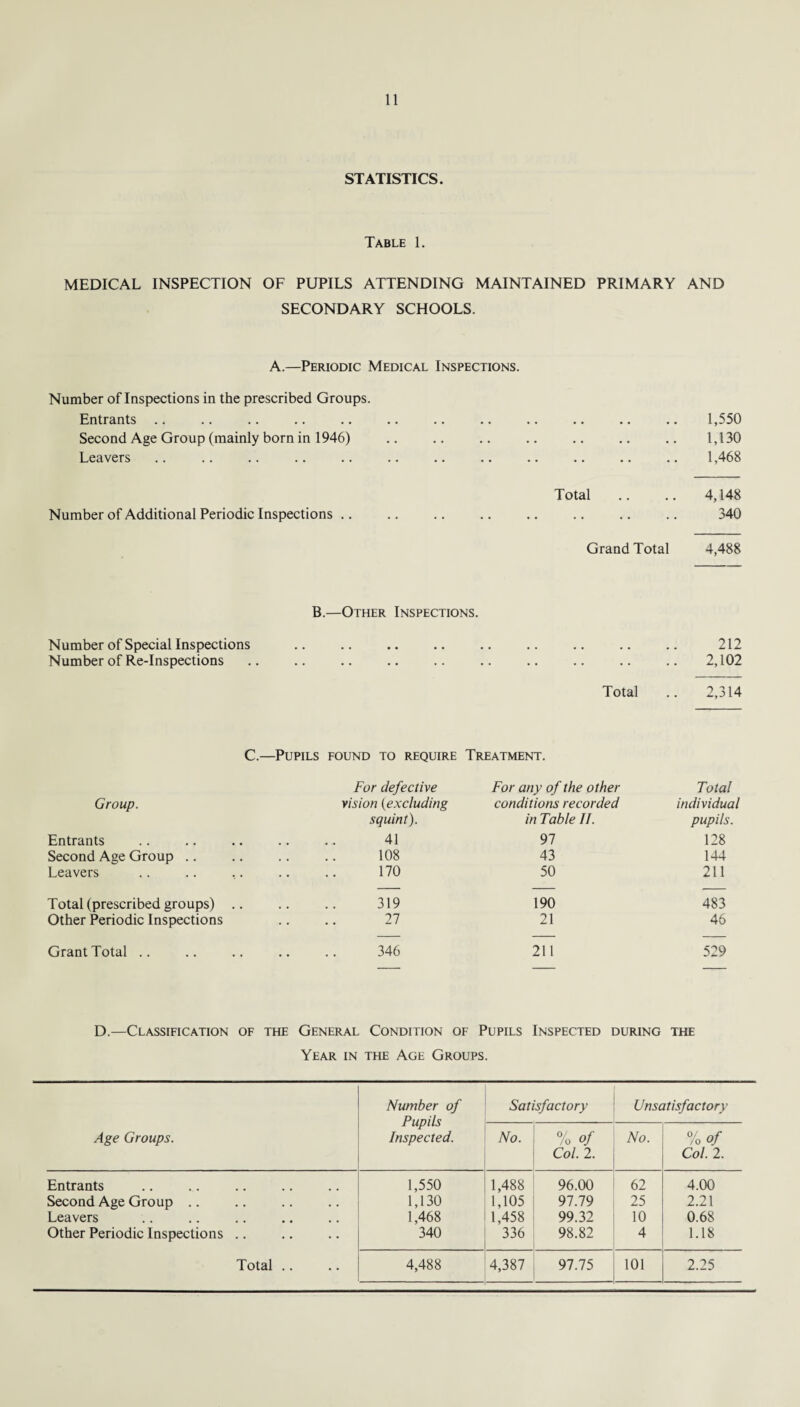 11
STATISTICS.
Table 1.
MEDICAL INSPECTION OF PUPILS ATTENDING MAINTAINED PRIMARY AND
SECONDARY SCHOOLS.
A.—Periodic Medical Inspections.
Number of Inspections in the prescribed Groups.
Entrants .. .. .. .. .. .. .. .. .. .. .. .. 1,550
Second Age Group (mainly born in 1946) .. .. .. .. .. .. .. 1,130
Leavers .. .. .. .. .. .. .. .. .. .. .. .. 1,468
Total .. .. 4,148
Number of Additional Periodic Inspections .. .. .. .. .. .. .. .. 340
Grand Total 4,488
B.—Other Inspections.
Number of Special Inspections .. .. .. .. .. .. .. .. .. 212
Number of Re-Inspections .. .. .. .. .. .. .. .. .. .. 2,102
Total .. 2,314
C.—Pupils found to require Treatment.
For defective For any of the other Total
Group. vision (excluding conditions recorded individual
squint). in Table II. pupils.
Entrants .. .. .. .. .. 41 97 128
Second Age Group .. .. .. .. 108 43 144
Leavers .. .. .. .. .. 170 50 211
Total (prescribed groups) .. .. .. 319 190 483
Other Periodic Inspections .. .. 27 21 46
Grant Total .. .. .. .. .. 346 211 529
D.—Classification of the General Condition of Pupils Inspected during the
Year in the Age Groups.
Number of Satisfactory Unsatisfactory
Pupils
Age Groups. Inspected. No. % of No. % of
Col. 2. Col. 2.
Entrants .. .. .. .. .. 1,550 1,488 96.00 62 4.00
Second Age Group .. .. .. .. 1,130 1,105 97.79 25 2.21
Leavers .. .. .. .. .. 1,468 1,458 99.32 10 0.68
Other Periodic Inspections .. .. .. 340 336 98.82 4 1.18
Total .. .. 4,488 4,387 97.75 101 2.25